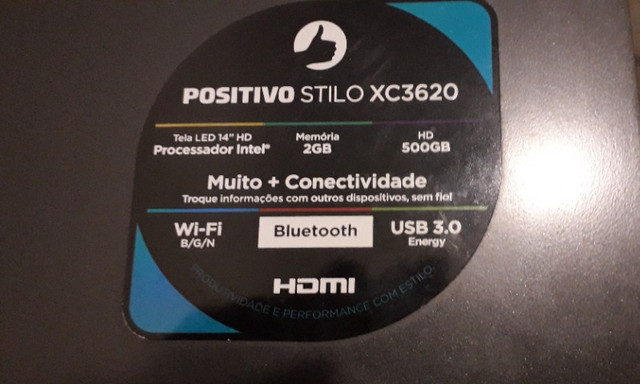 POSITIVO STILO XC3620
Tela LED 14" HD
Processador Intel®
Memória
2GB
HD
500GB
Muito + Conectividade
Troque informações com outros dispositivos, sem fio!
Wi-Fi
B/G/N
Bluetooth
USB 3.0
Energy
HDMI
PRODUTIVIDADE E PERFORMANCE COM ESTILO.